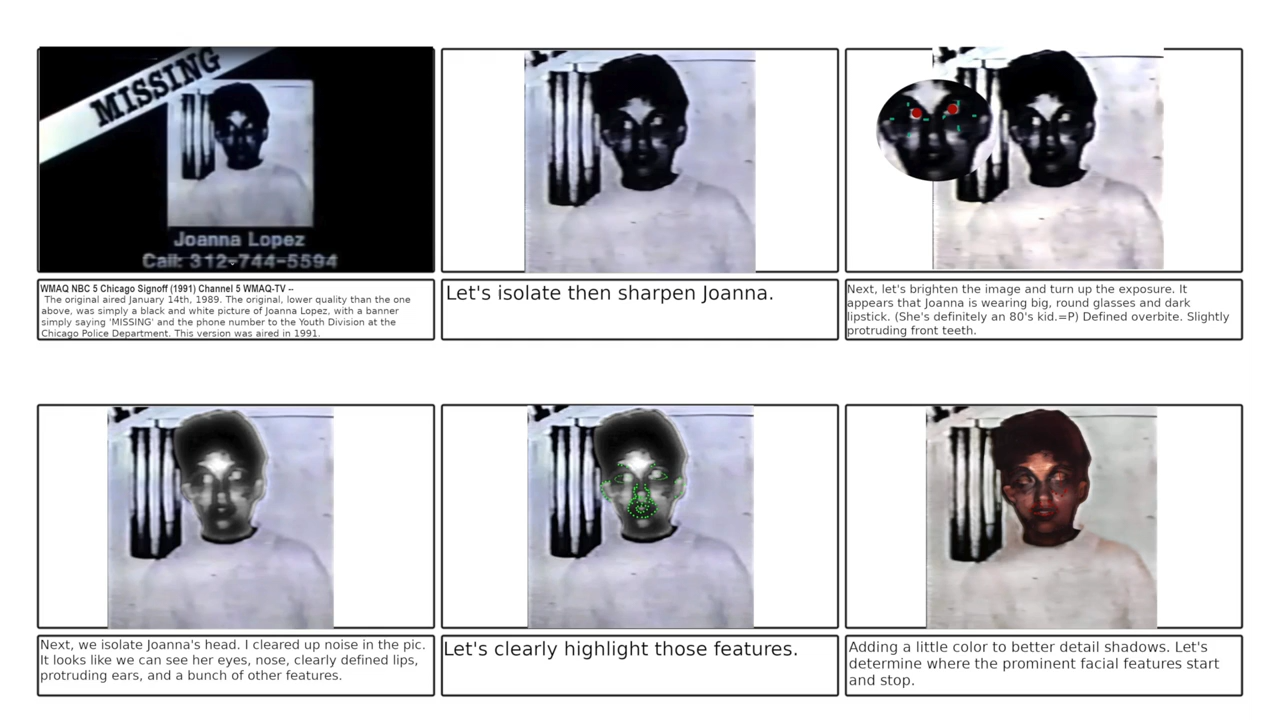 MISSING
Joanna Lopez
Call: 312-744-5594
WMAQ NBC 5 Chicago Signoff (1991) Channel 5 WMAQ-TV --
The original aired January 14th, 1989. The original, lower quality than the one
above, was simply a black and white picture of Joanna Lopez, with a banner
simply saying 'MISSING' and the phone number to the Youth Division at the
Chicago Police Department. This version was aired in 1991.
Let's isolate then sharpen Joanna.
Next, let's brighten the image and turn up the exposure. It
appears that Joanna is wearing big, round glasses and dark
lipstick. (She's definitely an 80's kid.=P) Defined overbite. Slightly
protruding front teeth.
Next, we isolate Joanna's head. I cleared up noise in the pic.
It looks like we can see her eyes, nose, clearly defined lips,
protruding ears, and a bunch of other features.
Let's clearly highlight those features.
Adding a little color to better detail shadows. Let's
determine where the prominent facial features start
and stop.